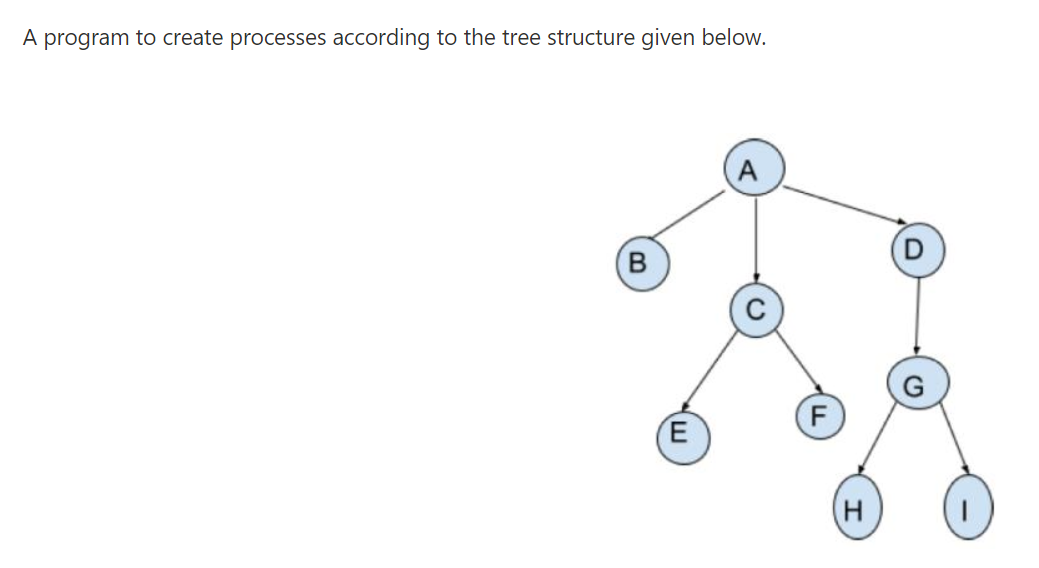 A program to create processes according to the tree structure given below.
A
B
D
C
G
F
E
H
I